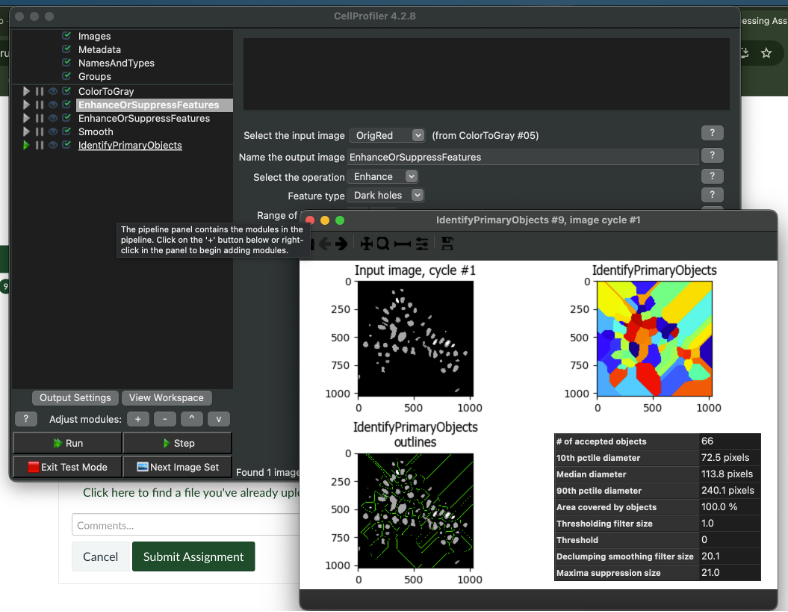 CellProfiler 4.2.8
essing Ass
Images
Metadata
NamesAndTypes
Groups
ColorToGray
EnhanceOrSuppressFeatures
EnhanceOrSuppressFeatures
Smooth
IdentifyPrimaryObjects
Select the input image OrigRed (from ColorToGray #05) ?
Name the output image EnhanceOrSuppressFeatures ?
Select the operation Enhance ?
Feature type Dark holes ?
Range of
The pipeline panel contains the modules in the
pipeline. Click on the '+' button below or right-
click in the panel to begin adding modules.
Output Settings View Workspace
? Adjust modules: + - ^ v
Run Step
Exit Test Mode Next Image Set
Found 1 image
Click here to find a file you've already uplo
Comments...
Cancel Submit Assignment
IdentifyPrimaryObjects #9, image cycle #1
Input image, cycle #1
0
250
500
750
1000
0 500 1000
IdentifyPrimaryObjects
0
250
500
750
1000
0 500 1000
IdentifyPrimaryObjects
outlines
0
250
500
750
1000
0 500 1000
# of accepted objects 66
10th pctile diameter 72.5 pixels
Median diameter 113.8 pixels
90th pctile diameter 240.1 pixels
Area covered by objects 100.0 %
Thresholding filter size 1.0
Threshold 0
Declumping smoothing filter size 20.1
Maxima suppression size 21.0